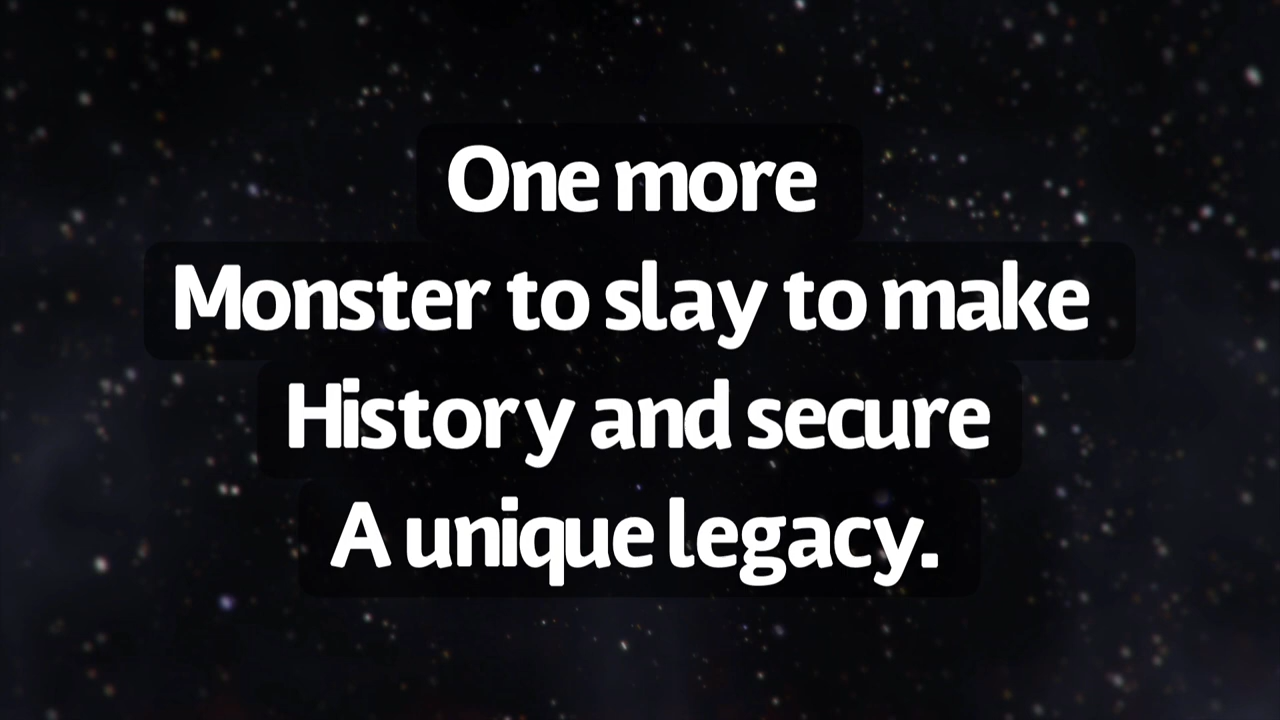 One more
Monster to slay to make
History and secure
A unique legacy.